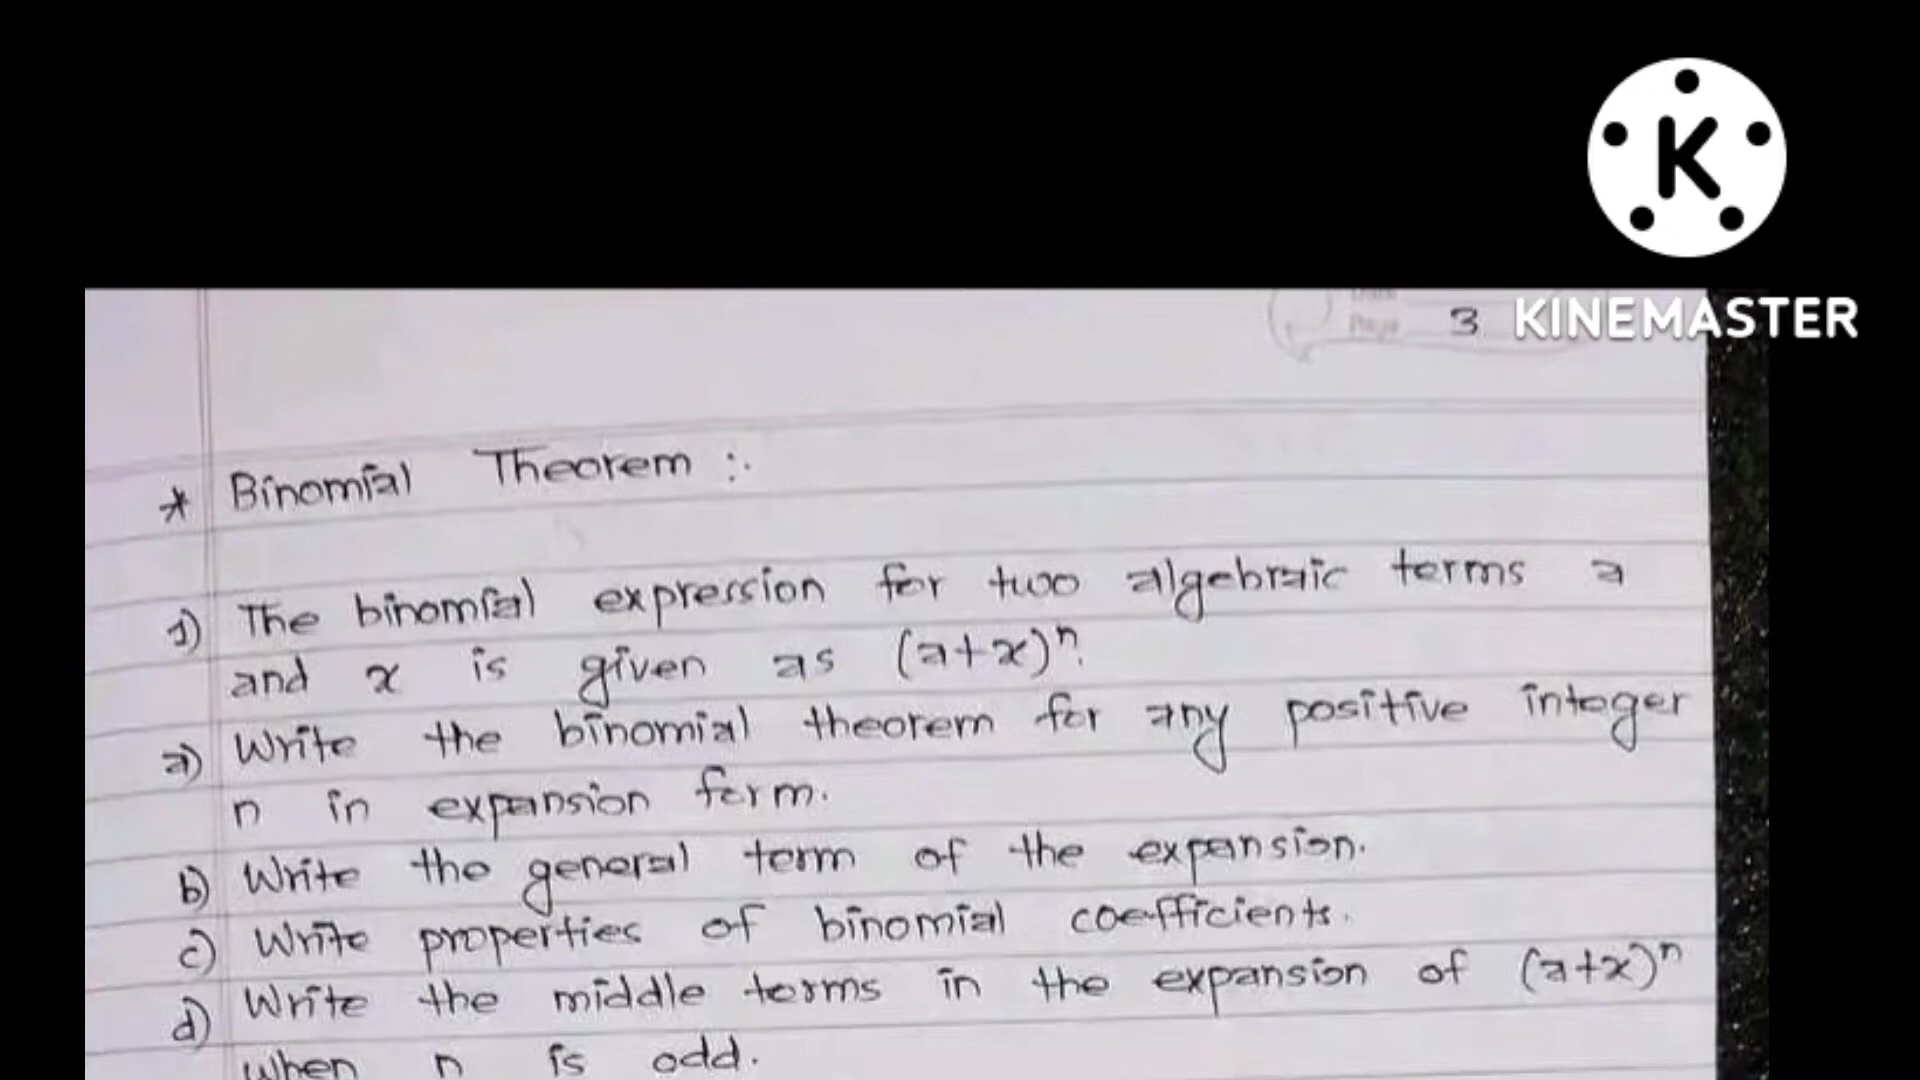 K
KINEMASTER
Page 3
* Binomial Theorem :.
1) The binomial expression for two algebraic terms a
and x is given as (a+x)ⁿ.
a) Write the binomial theorem for any positive integer
n in expansion form.
b) Write the general term of the expansion.
c) Write properties of binomial coefficients.
d) Write the middle terms in the expansion of (a+x)ⁿ
when n is odd.